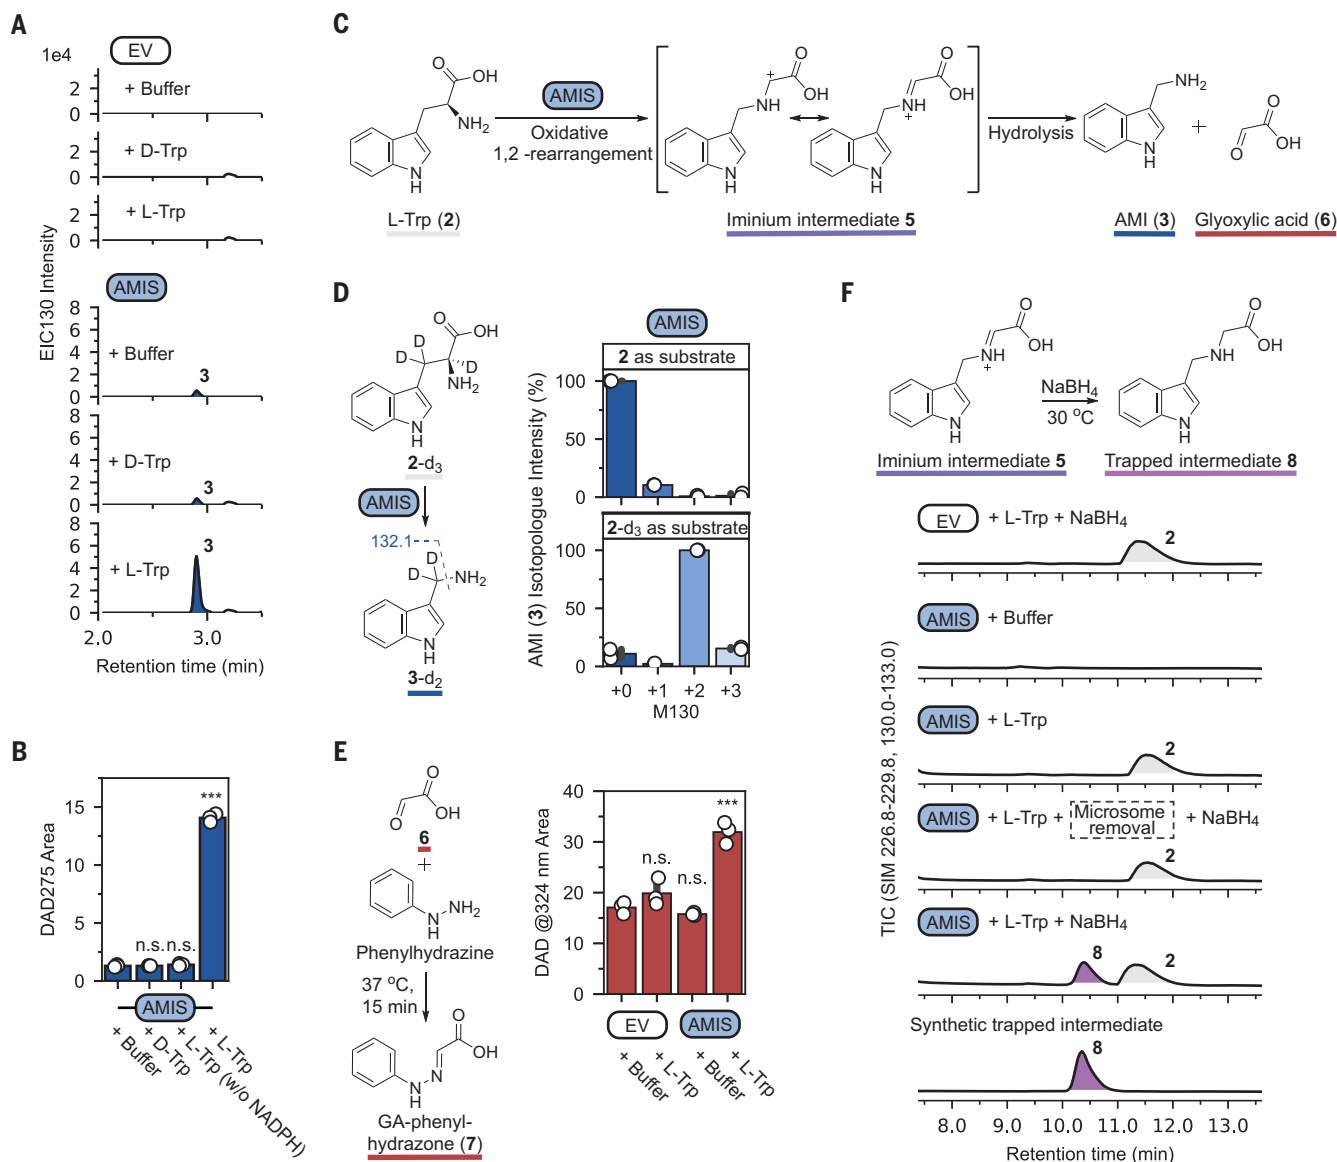 A
EV
1e4
+ Buffer
2
0
+ D-Trp
2
0
+ L-Trp
2
0
EIC130 Intensity
AMIS
8
6
4
2
0
+ Buffer
3
8
6
4
2
0
+ D-Trp
3
8
6
4
2
0
+ L-Trp
3
2.0
3.0
Retention time (min)
B
DAD275 Area
15
10
5
0
n.s.
n.s.
***
AMIS
+ Buffer
+ D-Trp
+ L-Trp (w/o NADPH)
+ L-Trp
C
O
OH
NH2
N
H
L-Trp (2)
AMIS
Oxidative
1,2 -rearrangement
+
O
OH
NH
N
H
O
OH
NH
+
N
H
Iminium intermediate 5
Hydrolysis
NH2
N
H
AMI (3)
+
O
O
OH
Glyoxylic acid (6)
D
O
OH
D
D
D
NH2
N
H
2-d3
AMIS
132.1
D
D
NH2
N
H
3-d2
AMIS
AMI (3) Isotopologue Intensity (%)
2 as substrate
100
50
0
2-d3 as substrate
100
50
0
+0
+1
+2
+3
M130
E
O
O
OH
6
+
NH2
N
H
Phenylhydrazine
37 °C,
15 min
O
OH
N
N
H
GA-phenyl-
hydrazone (7)
DAD @324 nm Area
40
30
20
10
0
n.s.
n.s.
***
EV
AMIS
+ Buffer
+ L-Trp
+ Buffer
+ L-Trp
F
O
OH
NH
+
N
H
Iminium intermediate 5
NaBH4
30 °C
O
OH
NH
N
H
Trapped intermediate 8
TIC (SIM 226.8-229.8, 130.0-133.0)
EV
+ L-Trp + NaBH4
2
AMIS
+ Buffer
AMIS
+ L-Trp
2
AMIS
+ L-Trp +
Microsome
removal
+ NaBH4
2
AMIS
+ L-Trp + NaBH4
8
2
Synthetic trapped intermediate
8
8.0
9.0
10.0
11.0
12.0
13.0
Retention time (min)